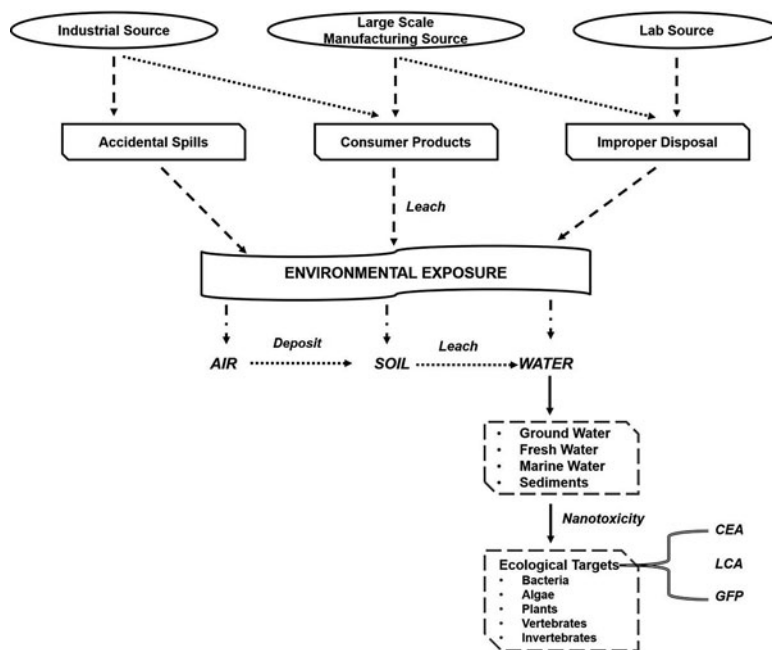 Industrial Source
Large Scale
Manufacturing Source
Lab Source
Accidental Spills
Consumer Products
Improper Disposal
Leach
ENVIRONMENTAL EXPOSURE
Deposit
Leach
AIR
SOIL
WATER
• Ground Water
• Fresh Water
• Marine Water
• Sediments
Nanotoxicity
CEA
Ecological Targets
LCA
• Bacteria
• Algae
• Plants
GFP
• Vertebrates
• Invertebrates